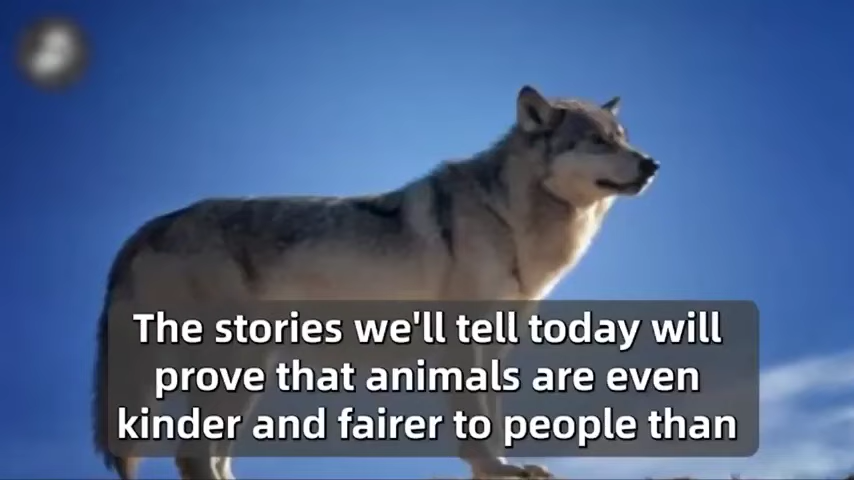 The stories we'll tell today will
prove that animals are even
kinder and fairer to people than